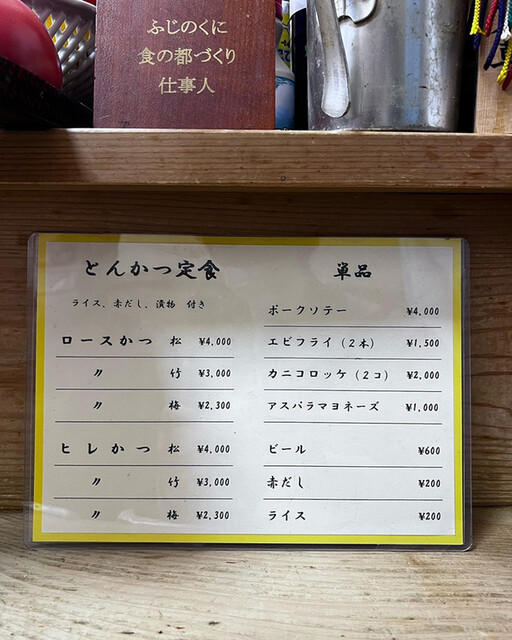 ふじのくに
食の都づくり
仕事人
とんかつ定食
ライス、赤だし、漬物 付き
ロースかつ 松 ¥4,000
〃 竹 ¥3,000
〃 梅 ¥2,300
ヒレかつ 松 ¥4,000
〃 竹 ¥3,000
〃 梅 ¥2,300
単品
ポークソテー ¥4,000
エビフライ(2本) ¥1,500
カニコロッケ(2コ) ¥2,000
アスパラマヨネーズ ¥1,000
ビール ¥600
赤だし ¥200
ライス ¥200